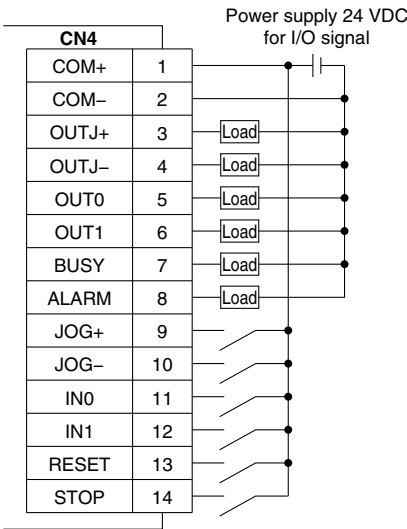 Power supply 24 VDC
for I/O signal
CN4
COM+ 1
COM− 2
OUTJ+ 3 Load
OUTJ− 4 Load
OUT0 5 Load
OUT1 6 Load
BUSY 7 Load
ALARM 8 Load
JOG+ 9
JOG− 10
IN0 11
IN1 12
RESET 13
STOP 14